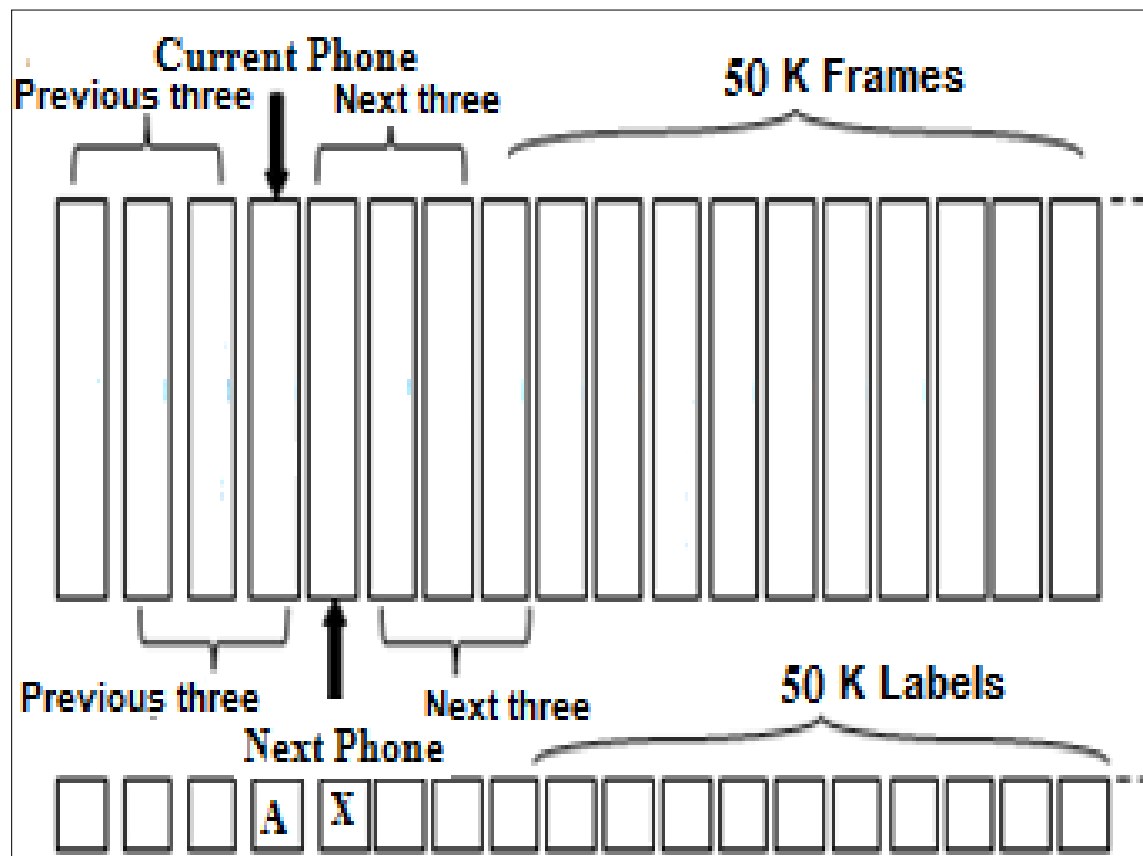 Current Phone
Previous three
Next three
50 K Frames
Previous three
Next three
Next Phone
50 K Labels
A
X